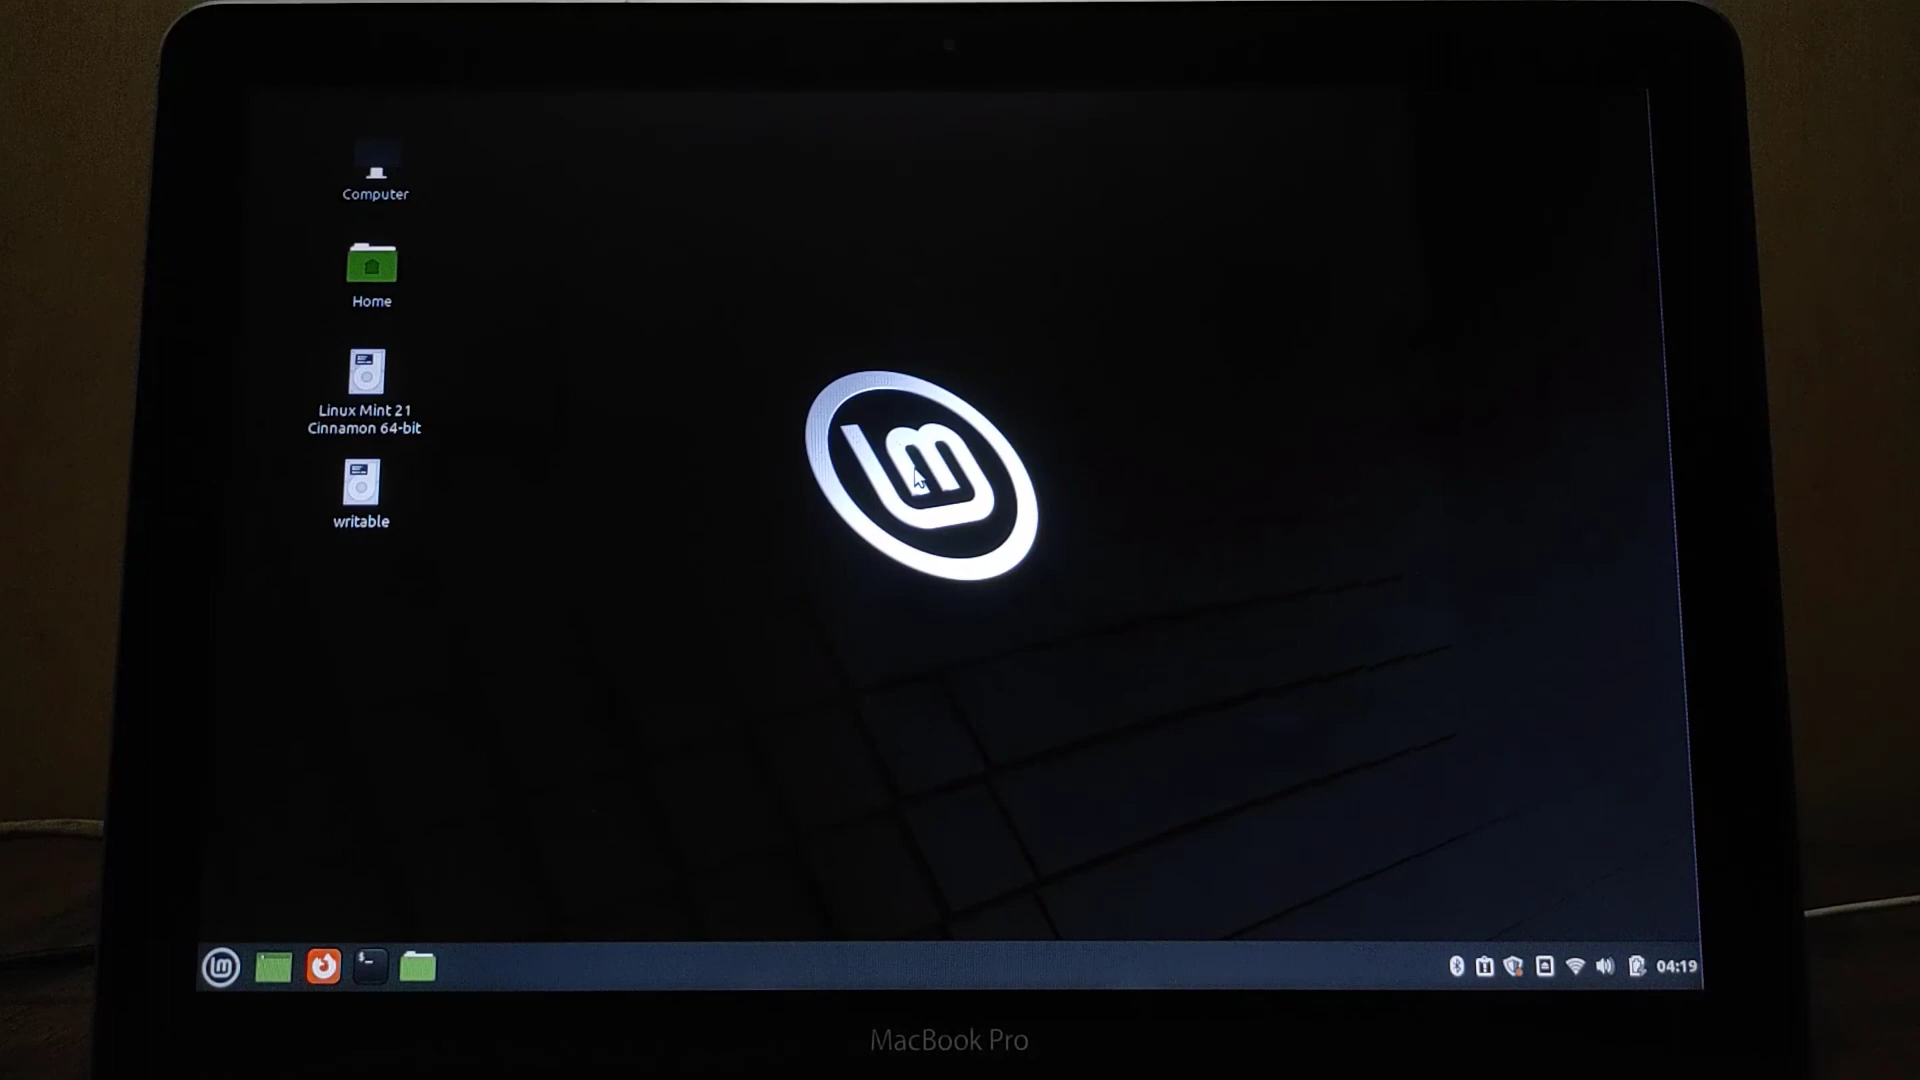 Computer
Home
Linux Mint 21
Cinnamon 64-bit
writable
04:19
MacBook Pro